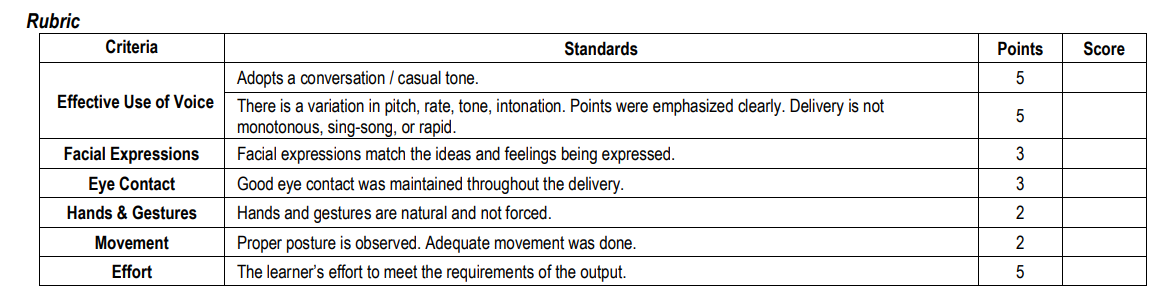 Rubric
Criteria Standards Points Score
Effective Use of Voice
Adopts a conversation / casual tone. 5
There is a variation in pitch, rate, tone, intonation. Points were emphasized clearly. Delivery is not
monotonous, sing-song, or rapid. 5
Facial Expressions Facial expressions match the ideas and feelings being expressed. 3
Eye Contact Good eye contact was maintained throughout the delivery. 3
Hands & Gestures Hands and gestures are natural and not forced. 2
Movement Proper posture is observed. Adequate movement was done. 2
Effort The learner's effort to meet the requirements of the output. 5